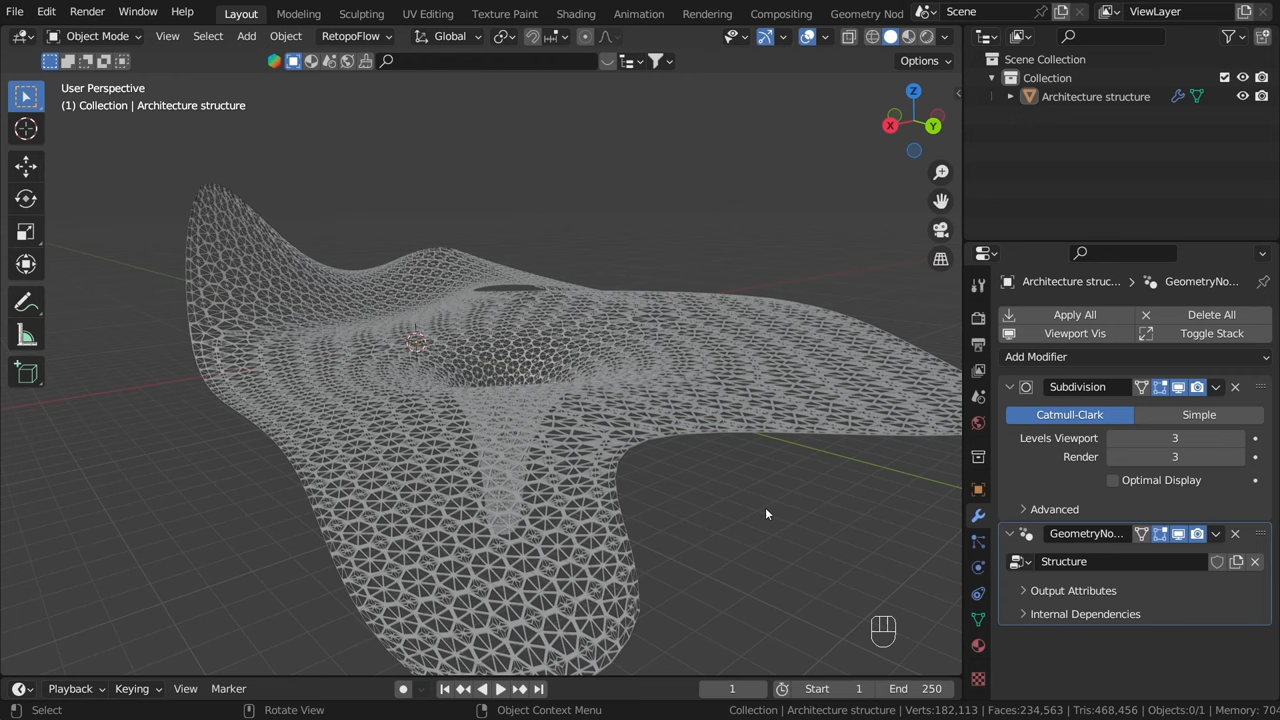 File Edit Render Window Help Layout Modeling Sculpting UV Editing Texture Paint Shading Animation Rendering Compositing Geometry Nod Scene ViewLayer
Object Mode View Select Add Object RetopoFlow Global
Options
User Perspective
(1) Collection | Architecture structure
Z
X Y
Scene Collection
Collection
Architecture structure
Architecture struc... GeometryNo...
Apply All Delete All
Viewport Vis Toggle Stack
Add Modifier
Subdivision
Catmull-Clark Simple
Levels Viewport 3
Render 3
Optimal Display
Advanced
GeometryNo...
Structure
Output Attributes
Internal Dependencies
Playback Keying View Marker 1 Start 1 End 250
Select Rotate View Object Context Menu Collection | Architecture structure | Verts:182,113 | Faces:234,563 | Tris:468,456 | Objects:0/1 | Memory: 704